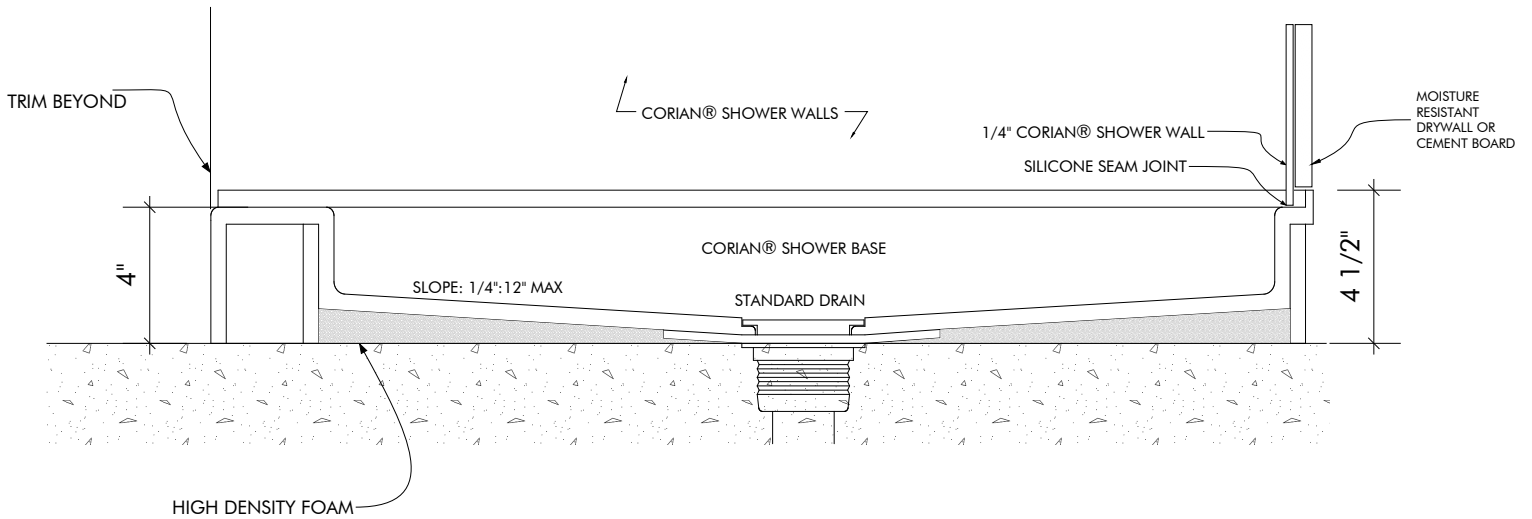 TRIM BEYOND
CORIAN® SHOWER WALLS
1/4" CORIAN® SHOWER WALL
SILICONE SEAM JOINT
MOISTURE
RESISTANT
DRYWALL OR
CEMENT BOARD
4"
CORIAN® SHOWER BASE
4 1/2"
SLOPE: 1/4":12" MAX
STANDARD DRAIN
HIGH DENSITY FOAM